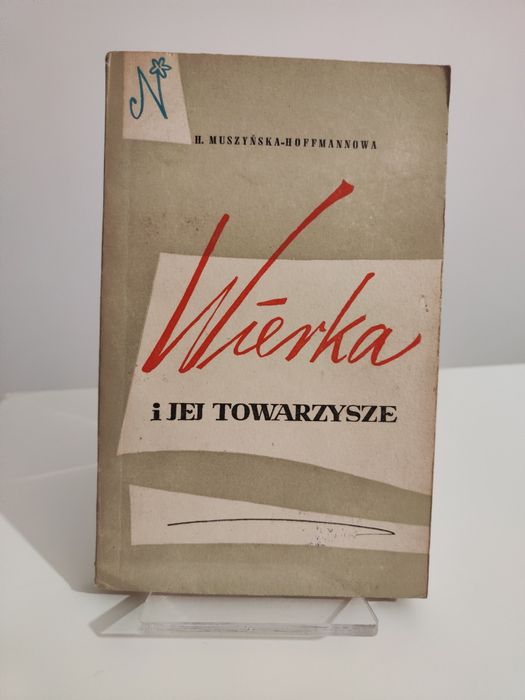 N
H. MUSZYŃSKA-HOFFMANNOWA
Wierka
i JEJ TOWARZYSZE